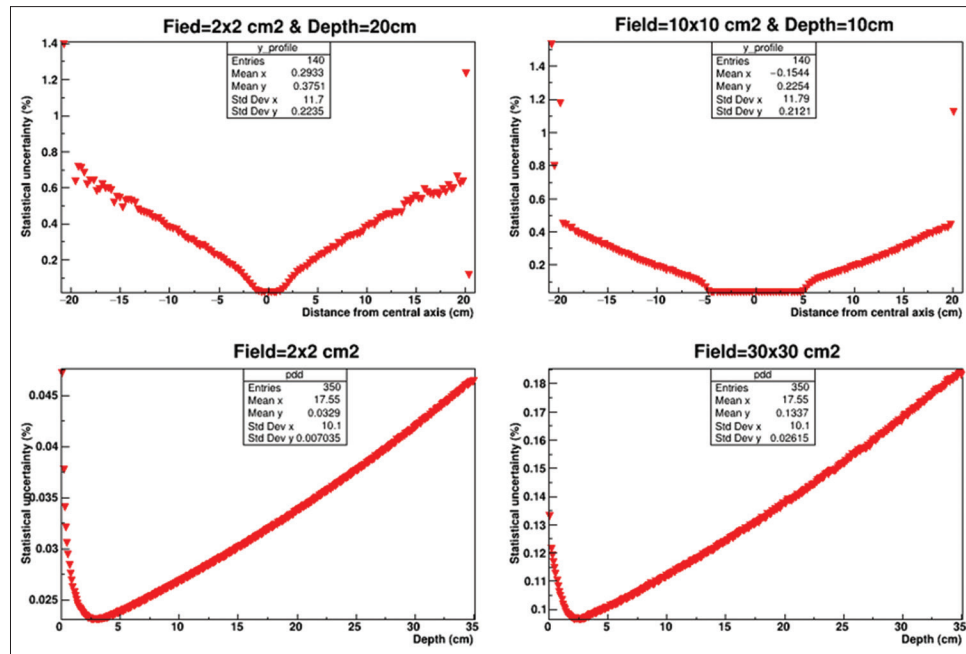 Fied=2x2 cm2 & Depth=20cm
y_profile
Entries 140
Mean x 0.2933
Mean y 0.3751
Std Dev x 11.7
Std Dev y 0.2235
Statistical uncertainty (%)
1.4
1.2
1
0.8
0.6
0.4
0.2
−20 −15 −10 −5 0 5 10 15 20
Distance from central axis (cm)
Field=10x10 cm2 & Depth=10cm
y_profile
Entries 140
Mean x −0.1544
Mean y 0.2254
Std Dev x 11.79
Std Dev y 0.2121
Statistical uncertainty (%)
1.4
1.2
1
0.8
0.6
0.4
0.2
−20 −15 −10 −5 0 5 10 15 20
Distance from central axis (cm)
Field=2x2 cm2
pdd
Entries 350
Mean x 17.55
Mean y 0.0329
Std Dev x 10.1
Std Dev y 0.007035
Statistical uncertainty (%)
0.045
0.04
0.035
0.03
0.025
0 5 10 15 20 25 30 35
Depth (cm)
Field=30x30 cm2
pdd
Entries 350
Mean x 17.55
Mean y 0.1337
Std Dev x 10.1
Std Dev y 0.02615
Statistical uncertainty (%)
0.18
0.17
0.16
0.15
0.14
0.13
0.12
0.11
0.1
0 5 10 15 20 25 30 35
Depth (cm)